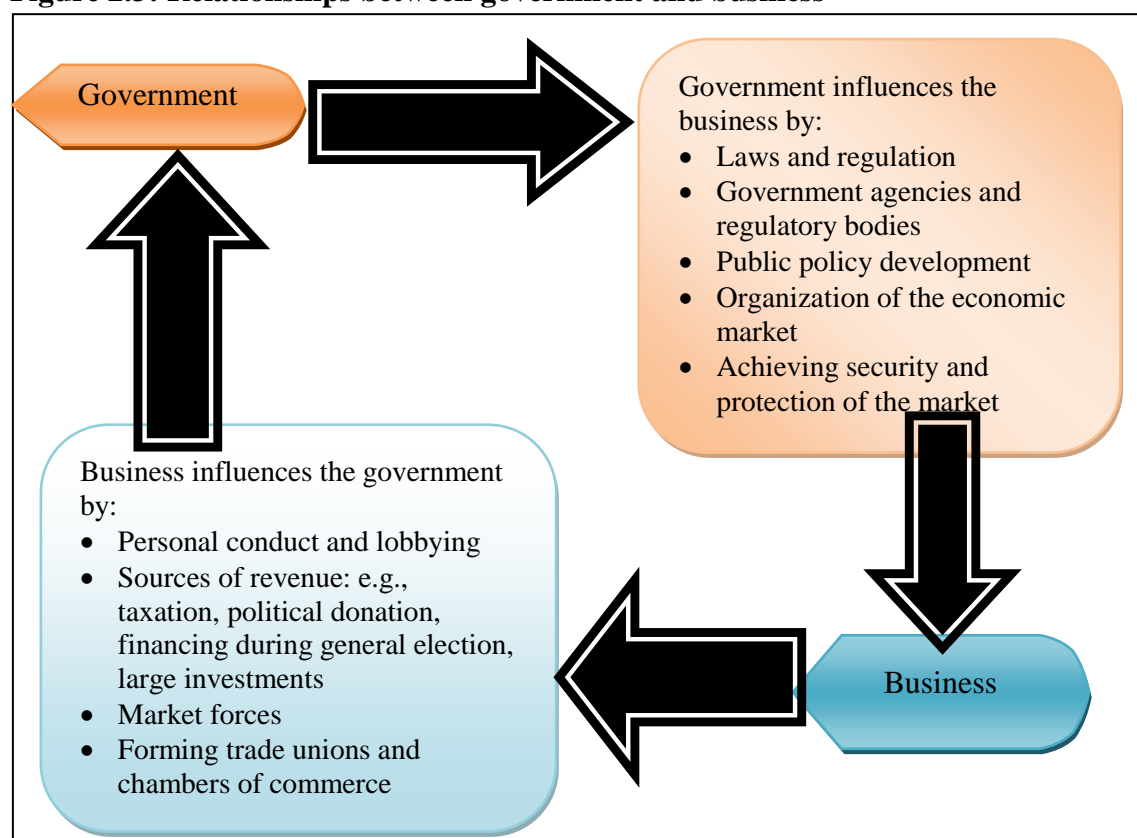 Government
Government influences the
business by:
• Laws and regulation
• Government agencies and
regulatory bodies
• Public policy development
• Organization of the economic
market
• Achieving security and
protection of the market
Business influences the government
by:
• Personal conduct and lobbying
• Sources of revenue: e.g.,
taxation, political donation,
financing during general election,
large investments
• Market forces
• Forming trade unions and
chambers of commerce
Business